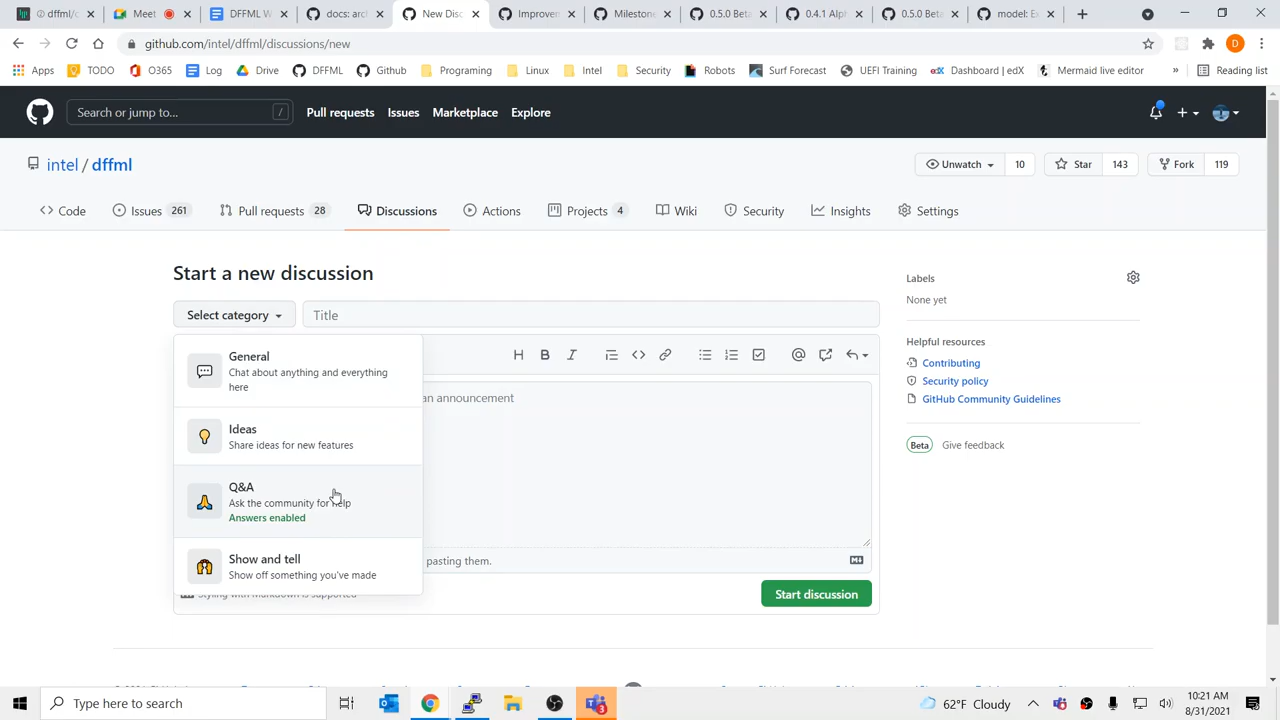 ② dffml/c
Meet
DFFML W
docs: arc
New Disc
Improven
Milesto
0.5.0 Beta
0.4.1 Alph
0.5.0 Beta
model: E
github.com/intel/dffml/discussions/new
Apps
TODO
O365
Log
Drive
DFFML
Github
Programing
Linux
Intel
Security
Robots
Surf Forecast
UEFI Training
edX Dashboard | edX
Mermaid live editor
»
Reading list
Search or jump to... /
Pull requests
Issues
Marketplace
Explore
intel / dffml
Unwatch 10
Star 143
Fork 119
Code
Issues 261
Pull requests 28
Discussions
Actions
Projects 4
Wiki
Security
Insights
Settings
Start a new discussion
Select category
Title
General
Chat about anything and everything
here
Ideas
Share ideas for new features
Q&A
Ask the community for help
Answers enabled
Show and tell
Show off something you've made
H B I
an announcement
pasting them.
Styling with Markdown is supported
Start discussion
Labels
None yet
Helpful resources
Contributing
Security policy
GitHub Community Guidelines
Beta Give feedback
Type here to search
62°F Cloudy
10:21 AM
8/31/2021